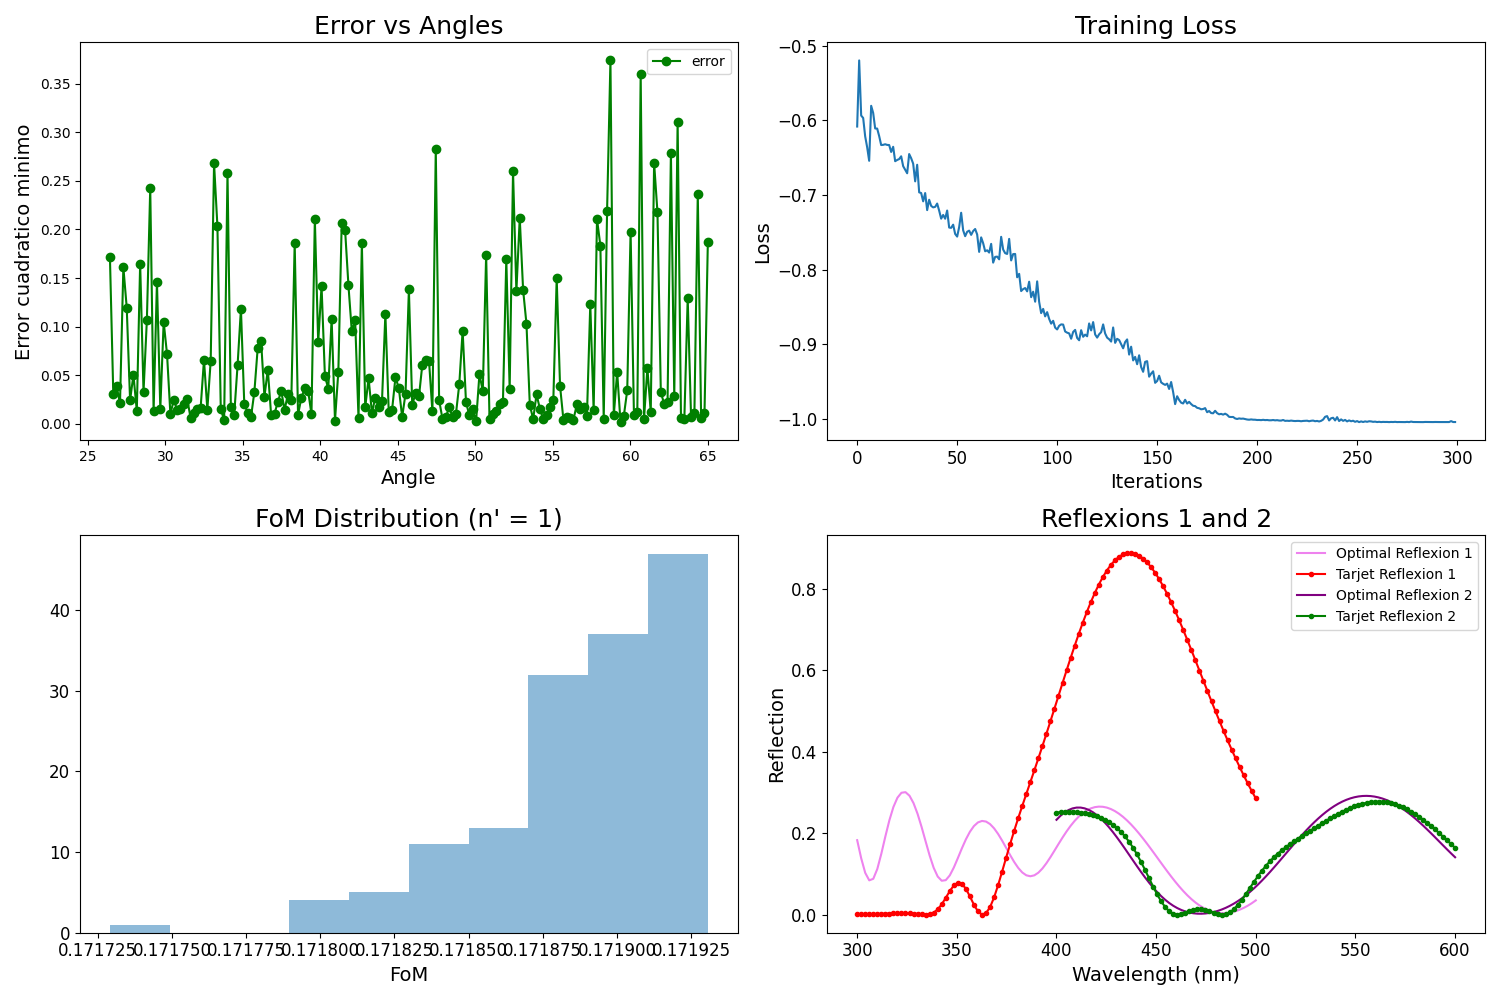 Error vs Angles
error
0.35
0.30
0.25
0.20
0.15
0.10
0.05
0.00
Error cuadratico minimo
25 30 35 40 45 50 55 60 65
Angle
Training Loss
−0.5
−0.6
−0.7
−0.8
−0.9
−1.0
Loss
0 50 100 150 200 250 300
Iterations
FoM Distribution (n' = 1)
40
30
20
10
0
0.171725 0.171750 0.171775 0.171800 0.171825 0.171850 0.171875 0.171900 0.171925
FoM
Reflexions 1 and 2
Optimal Reflexion 1
Tarjet Reflexion 1
Optimal Reflexion 2
Tarjet Reflexion 2
0.8
0.6
0.4
0.2
0.0
Reflection
300 350 400 450 500 550 600
Wavelength (nm)